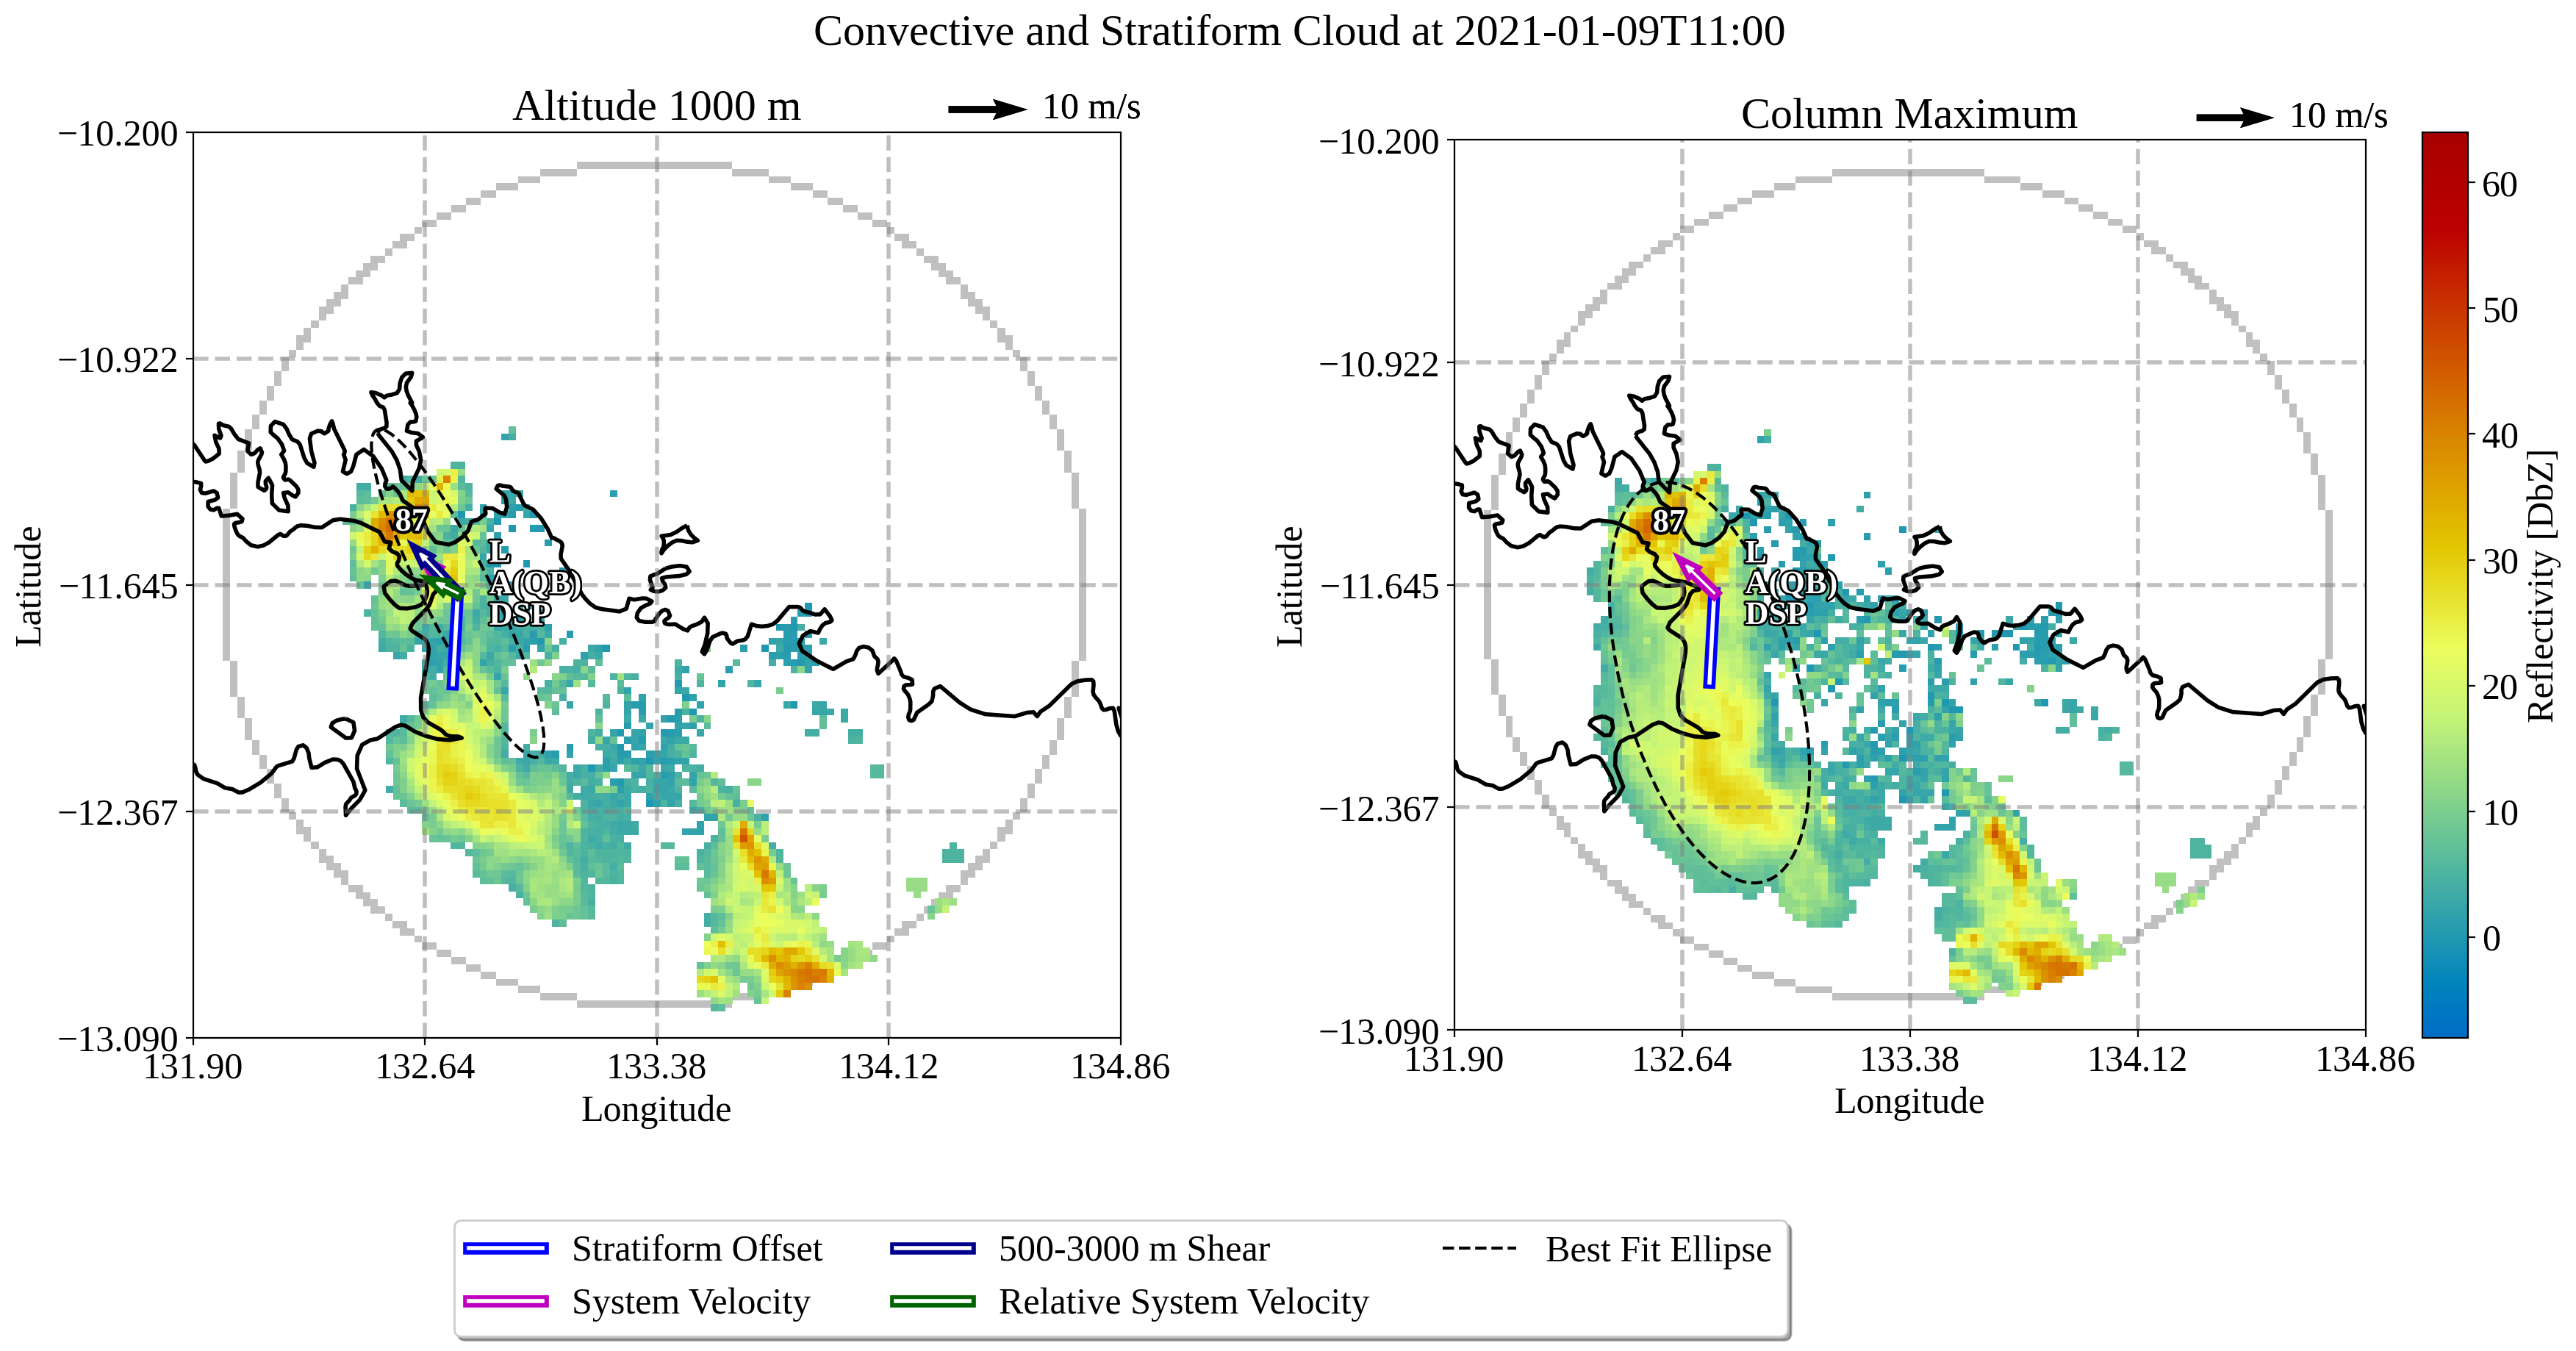 Convective and Stratiform Cloud at 2021-01-09T11:00
Altitude 1000 m
10 m/s
−10.200
−10.922
−11.645
−12.367
−13.090
Latitude
87
L
A(QB)
DSP
131.90
132.64
133.38
134.12
134.86
Longitude
Column Maximum
10 m/s
−10.200
−10.922
−11.645
−12.367
−13.090
Latitude
87
L
A(QB)
DSP
131.90
132.64
133.38
134.12
134.86
Longitude
60
50
40
30
20
10
0
Reflectivity [DbZ]
Stratiform Offset
500-3000 m Shear
Best Fit Ellipse
System Velocity
Relative System Velocity